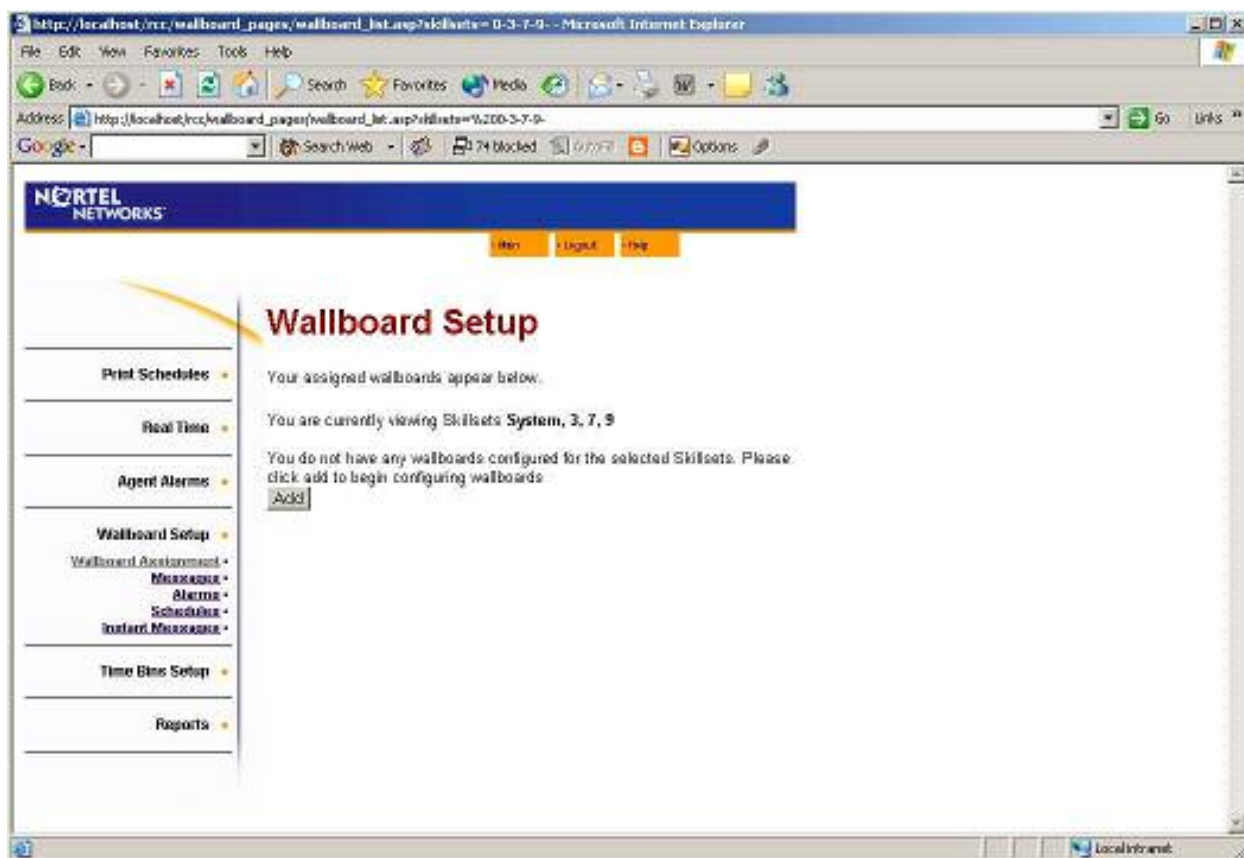 http://localhost/rcc/wallboard_pages/wallboard_list.asp?skillsets= 0-3-7-9- - Microsoft Internet Explorer
File Edit View Favorites Tools Help
Back Search Favorites Media
Address http://localhost/rcc/wallboard_pages/wallboard_list.asp?skillsets=%200-3-7-9- Go Links »
Google - Search Web 74 blocked AutoFill Options
NORTEL
NETWORKS
Main Logout Help
Wallboard Setup
Print Schedules
Your assigned wallboards appear below.
Real Time
You are currently viewing Skillsets System, 3, 7, 9
Agent Alarms
You do not have any wallboards configured for the selected Skillsets. Please
click add to begin configuring wallboards
Add
Wallboard Setup
Wallboard Assignment
Messages
Alarms
Schedules
Instant Messages
Time Bins Setup
Reports
Local intranet